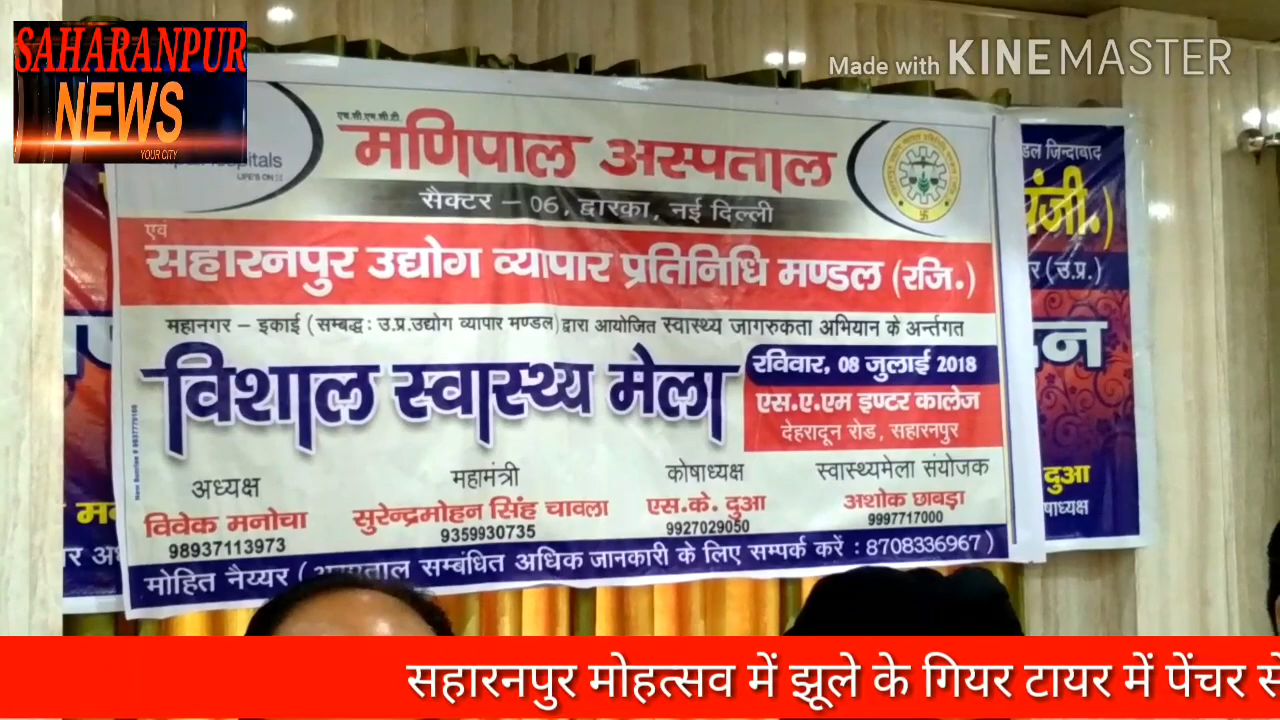 SAHARANPUR
NEWS
YOUR CITY
Made with KINEMASTER
LIFE'S ON
एच.सी.एम.सी.टी.
मणिपाल अस्पताल
सैक्टर – 06, द्वारका, नई दिल्ली
एवं
सहारनपुर उद्योग व्यापार प्रतिनिधि मण्डल (रजि.)
महानगर – इकाई (सम्बद्ध: उ.प्र.उद्योग व्यापार मण्डल) द्वारा आयोजित स्वास्थ्य जागरुकता अभियान के अर्न्तगत
विशाल स्वास्थ्य मेला
रविवार, 08 जुलाई 2018
एस.ए.एम इण्टर कालेज
देहरादून रोड, सहारनपुर
अध्यक्ष
विवेक मनोचा
98937113973
महामंत्री
सुरेन्द्रमोहन सिंह चावला
9359930735
कोषाध्यक्ष
एस.के. दुआ
9927029050
स्वास्थ्यमेला संयोजक
अशोक छाबड़ा
9997717000
मोहित नैय्यर (अस्पताल सम्बंधित अधिक जानकारी के लिए सम्पर्क करें : 8708336967)
जिन्दाबाद
(उ.प्र.)
दुआ
सहारनपुर मोहत्सव में झूले के गियर टायर में पेंचर से